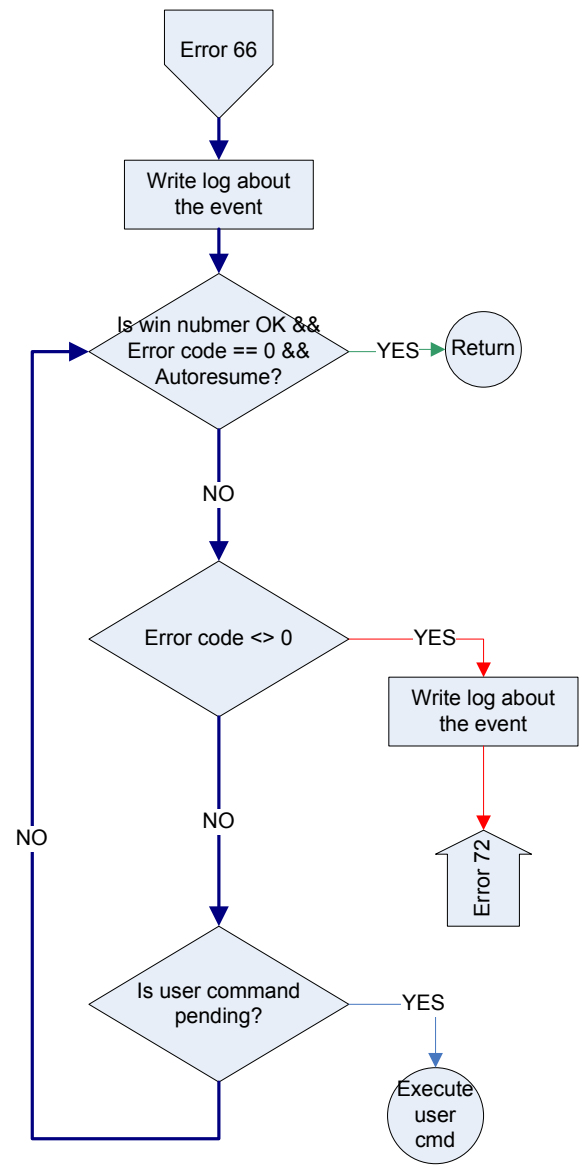 Error 66
Write log about
the event
Is win nubmer OK &&
Error code == 0 &&
Autoresume?
YES
Return
NO
Error code <> 0
YES
Write log about
the event
NO
NO
Error 72
Is user command
pending?
YES
Execute
user
cmd